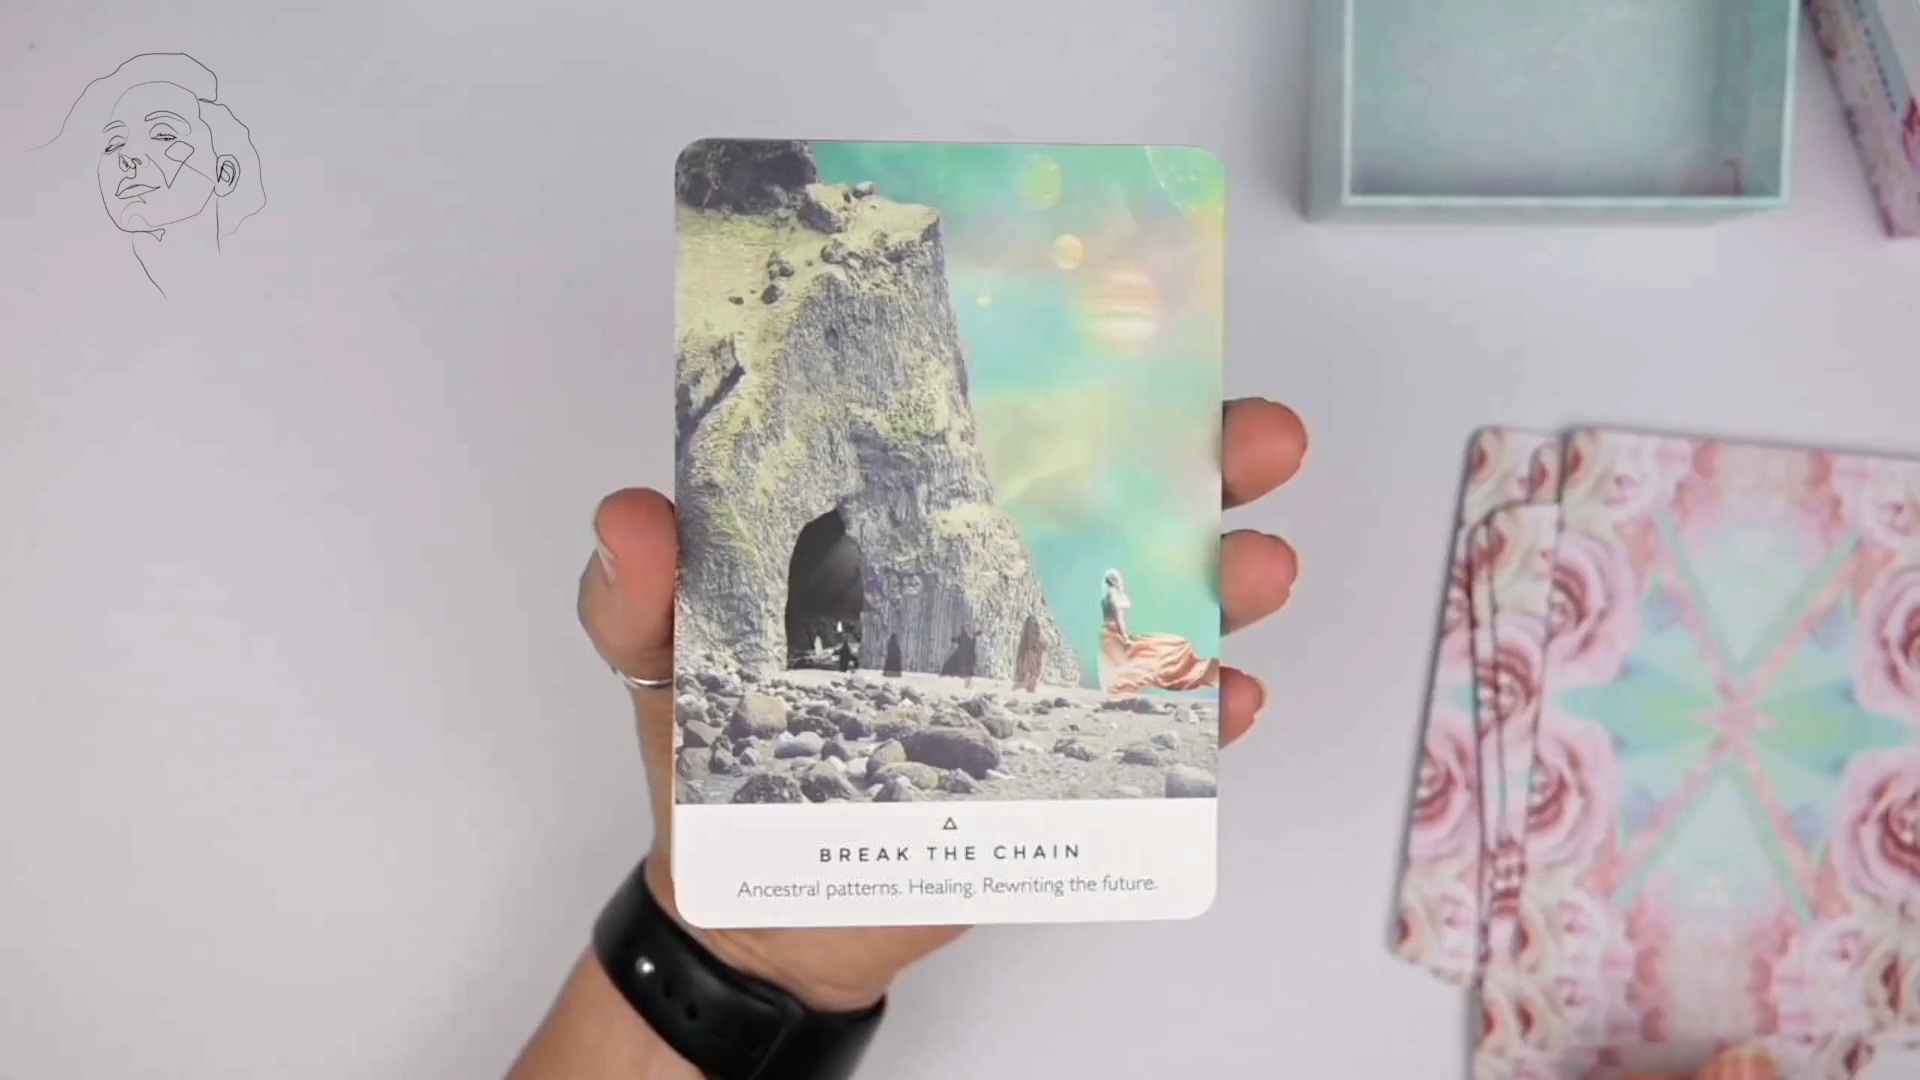 BREAK THE CHAIN
Ancestral patterns. Healing. Rewriting the future.